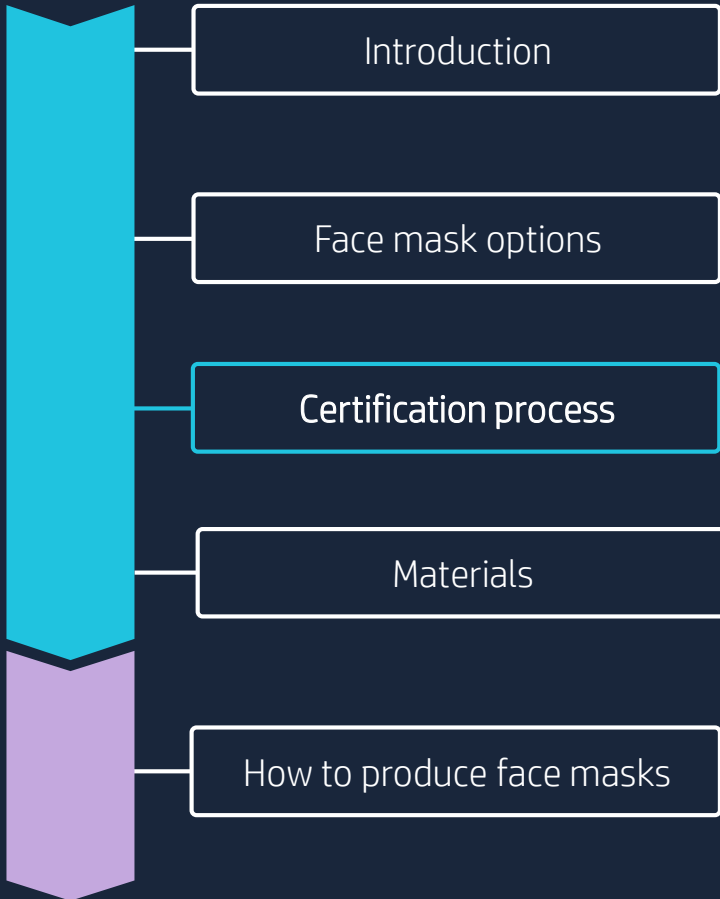 Introduction
Face mask options
Certification process
Materials
How to produce face masks